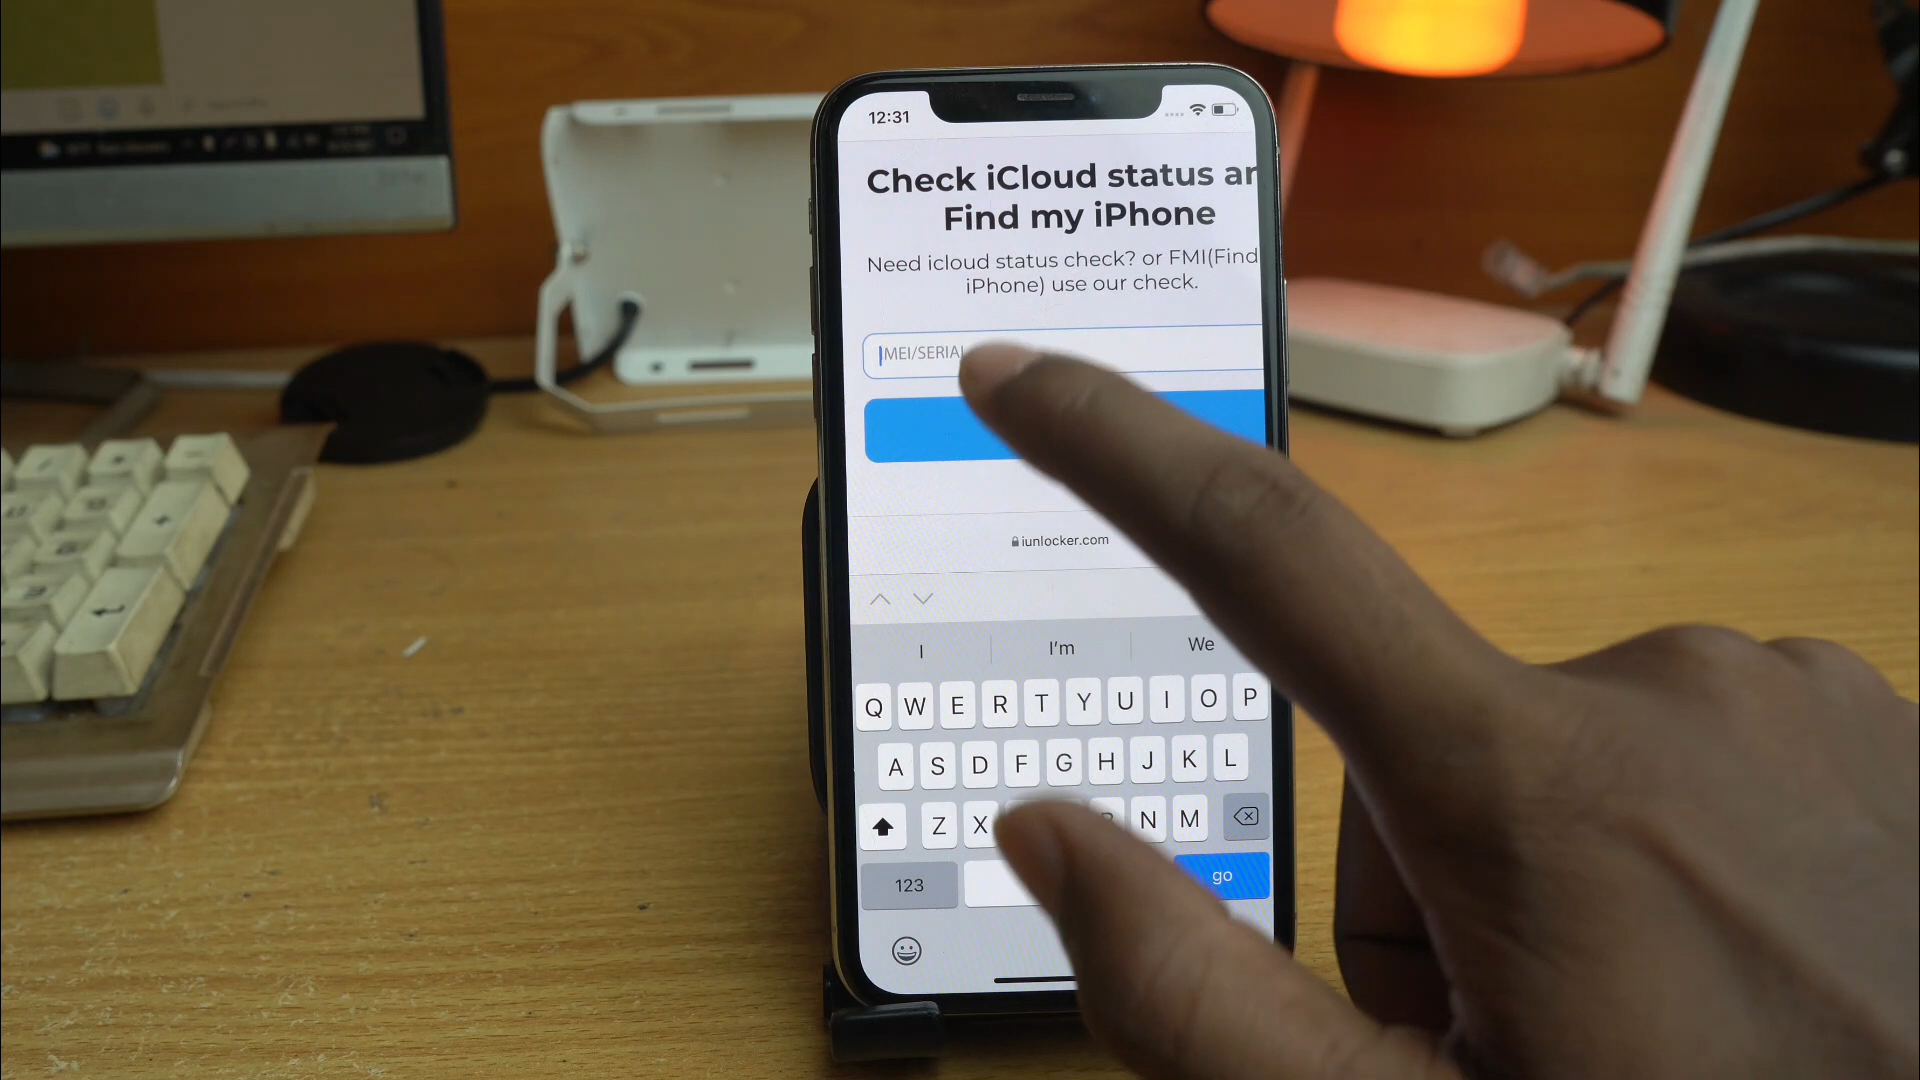 12:31
Check iCloud status ar
Find my iPhone
Need icloud status check? or FMI(Find
iPhone) use our check.
MEI/SERIAL
iunlocker.com
I I'm We
Q W E R T Y U I O P
A S D F G H J K L
Z X B N M
123 go